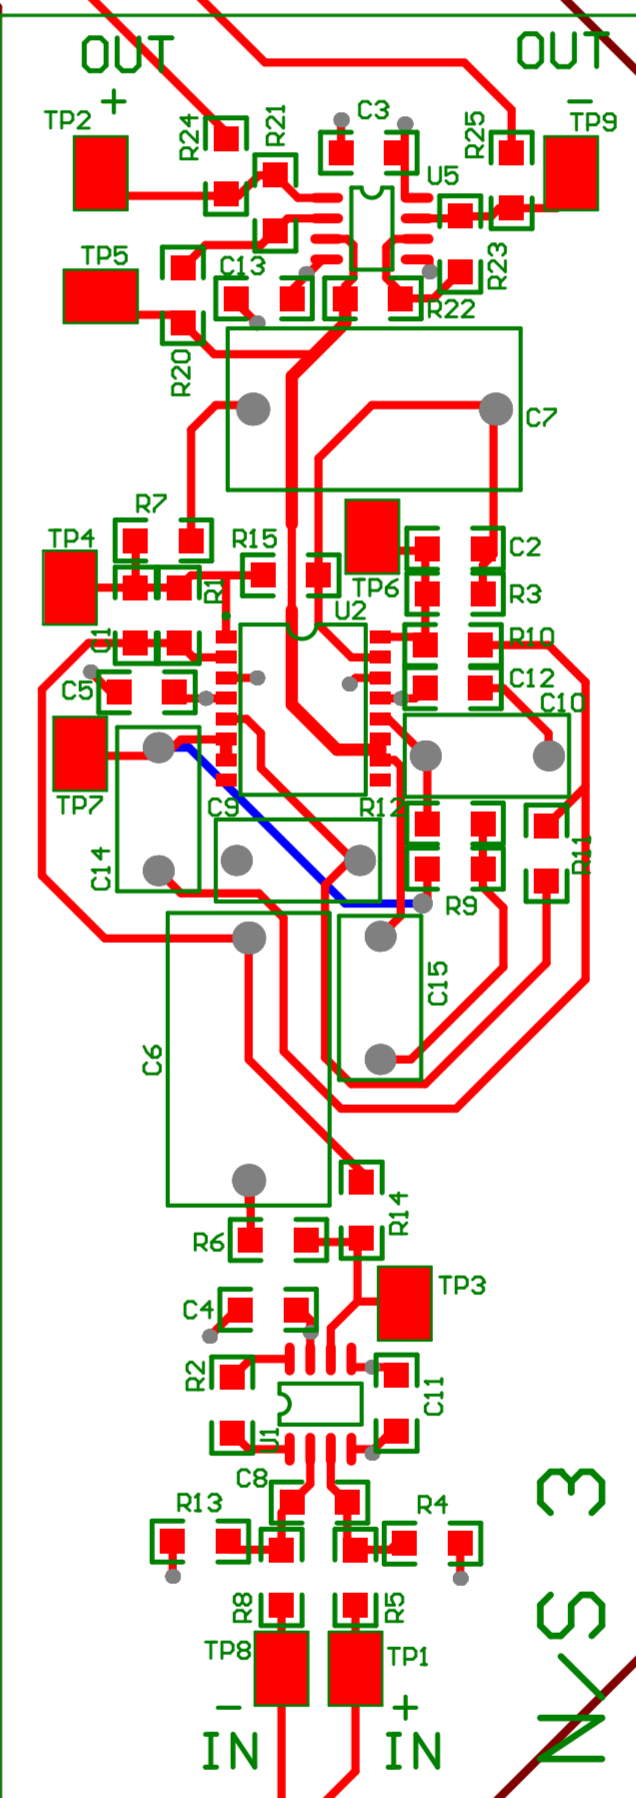 OUT
OUT
+
−
TP2
R24
R21
C3
R25
TP9
U5
TP5
C13
R23
R22
R20
C7
R7
R15
TP4
R1
TP6
C2
R3
U2
C1
R10
C5
C12
C10
TP7
C9
R12
C14
R11
R9
C15
C6
R14
R6
TP3
C4
R2
C11
U1
C8
R13
R4
R8
R5
TP8
TP1
−
+
IN
IN
N/S 3